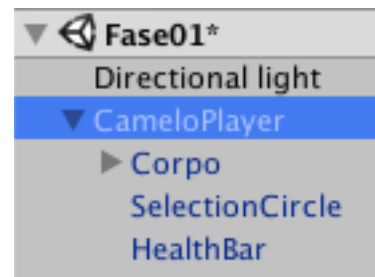 Fase01*
Directional light
CameloPlayer
Corpo
SelectionCircle
HealthBar